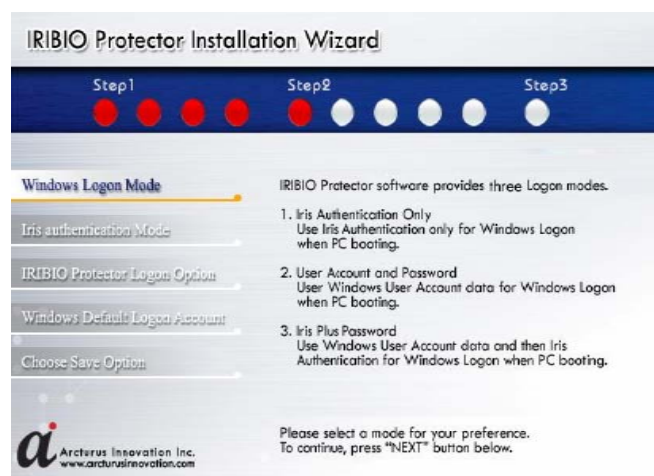 IRIBIO Protector Installation Wizard
Step1 Step2 Step3
Windows Logon Mode
Iris authentication Mode
IRIBIO Protector Logon Option
Windows Default Logon Account
Choose Save Option
IRIBIO Protector software provides three Logon modes.
1. Iris Authentication Only
Use Iris Authentication only for Windows Logon
when PC booting.
2. User Account and Password
User Windows User Account data for Windows Logon
when PC booting.
3. Iris Plus Password
Use Windows User Account data and then Iris
Authentication for Windows Logon when PC booting.
Please select a mode for your preference.
To continue, press “NEXT” button below.
Arcturus Innovation Inc.
www.arcturusinnovation.com